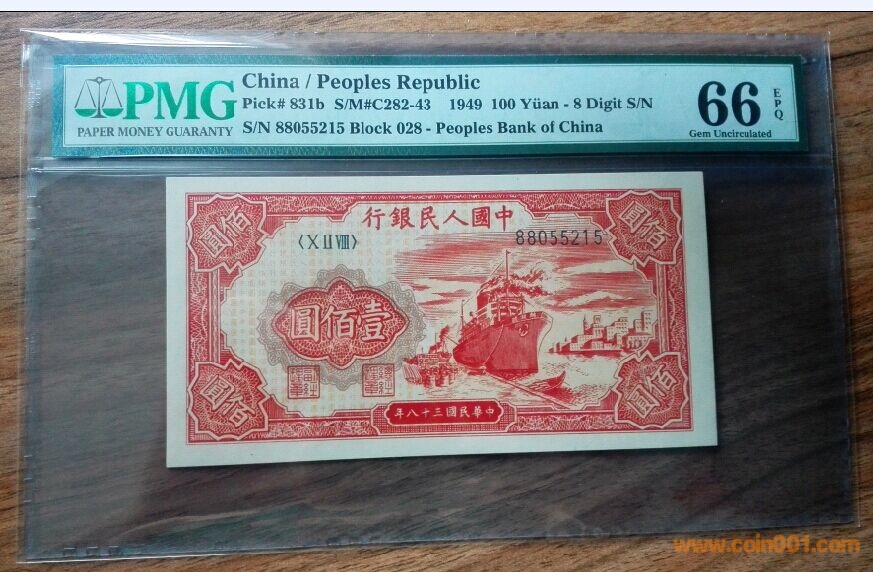 PMG
PAPER MONEY GUARANTY
China / Peoples Republic
Pick# 831b S/M#C282-43 1949 100 Yüan - 8 Digit S/N
S/N 88055215 Block 028 - Peoples Bank of China
66 EPQ
Gem Uncirculated
行銀民人國中
〈X II VIII〉
88055215
佰圓
佰圓
圓佰壹
佰圓
佰圓
年八十三國民華中
www.coin001.com